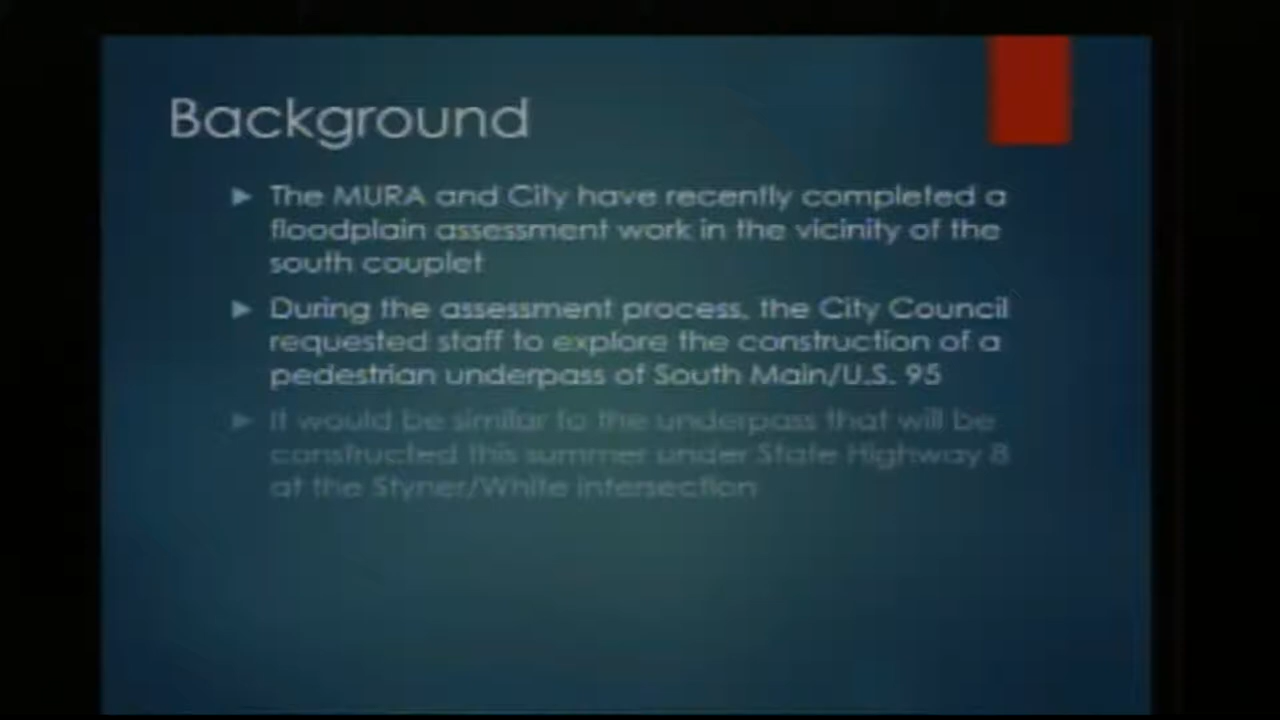 Background
The MURA and City have recently completed a
floodplain assessment work in the vicinity of the
south couplet
During the assessment process, the City Council
requested staff to explore the construction of a
pedestrian underpass of South Main/U.S. 95
It would be similar to the underpass that will be
constructed this summer under State Highway 8
at the Styner/White intersection